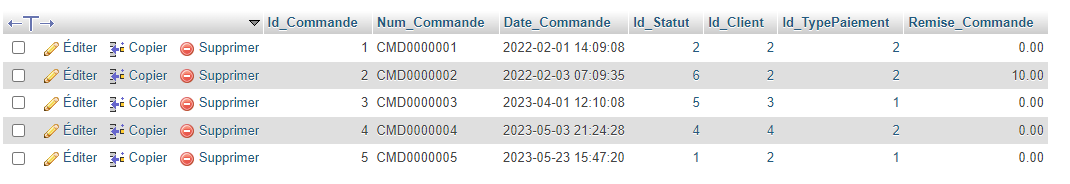 Id_Commande Num_Commande Date_Commande Id_Statut Id_Client Id_TypePaiement Remise_Commande
Éditer Copier Supprimer 1 CMD0000001 2022-02-01 14:09:08 2 2 2 0.00
Éditer Copier Supprimer 2 CMD0000002 2022-02-03 07:09:35 6 2 2 10.00
Éditer Copier Supprimer 3 CMD0000003 2023-04-01 12:10:08 5 3 1 0.00
Éditer Copier Supprimer 4 CMD0000004 2023-05-03 21:24:28 4 4 2 0.00
Éditer Copier Supprimer 5 CMD0000005 2023-05-23 15:47:20 1 2 1 0.00